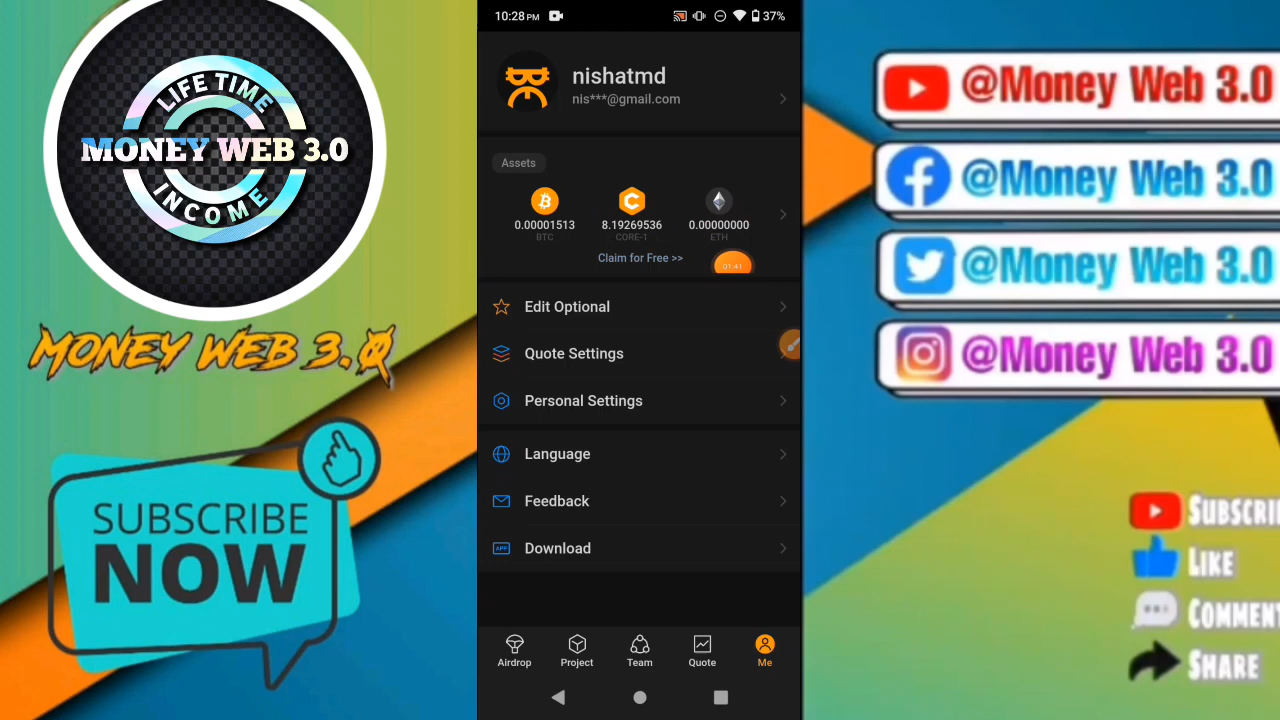 LIFE TIME
MONEY WEB 3.0
INCOME
MONEY WEB 3.0
SUBSCRIBE
NOW
10:28 PM
37%
nishatmd
nis***@gmail.com
Assets
0.00001513
8.19269536
0.00000000
BTC
CORE-1
ETH
Claim for Free >>
01:41
Edit Optional
Quote Settings
Personal Settings
Language
Feedback
APP
Download
Airdrop
Project
Team
Quote
Me
@Money Web 3.0
@Money Web 3.0
@Money Web 3.0
@Money Web 3.0
SUBSCRI
LIKE
COMMENT
SHARE